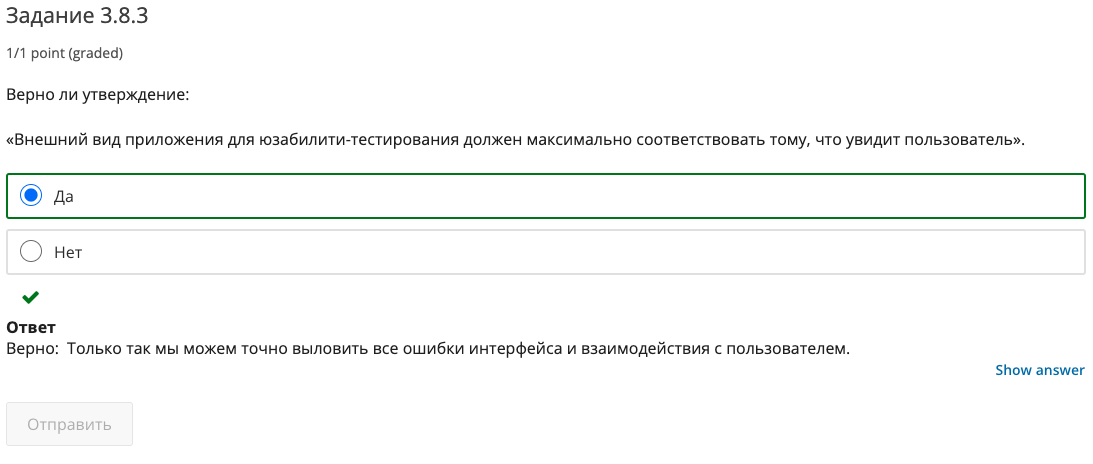 Задание 3.8.3
1/1 point (graded)
Верно ли утверждение:
«Внешний вид приложения для юзабилити-тестирования должен максимально соответствовать тому, что увидит пользователь».
Да
Нет
Ответ
Верно: Только так мы можем точно выловить все ошибки интерфейса и взаимодействия с пользователем.
Show answer
Отправить